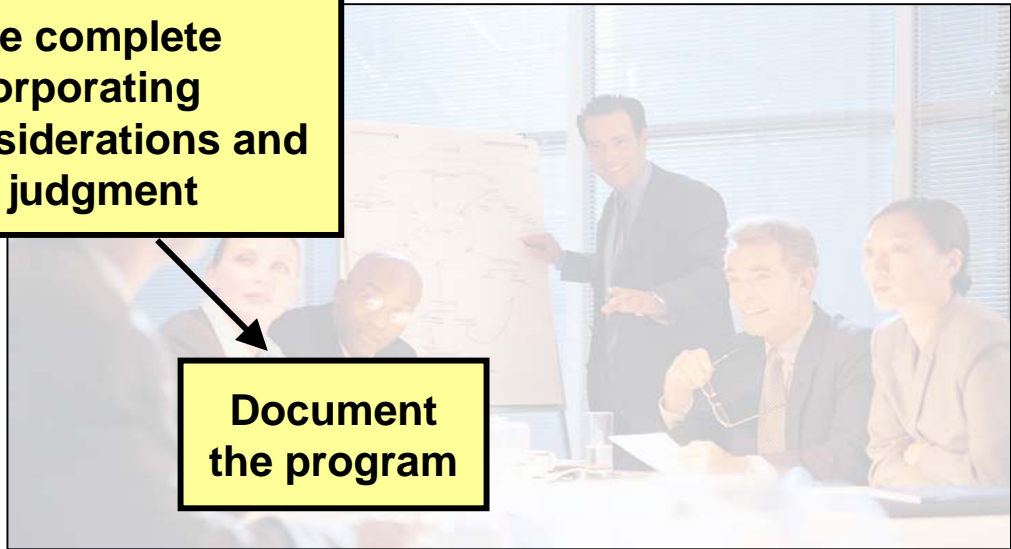 e complete
orporating
siderations and
judgment
Document
the program